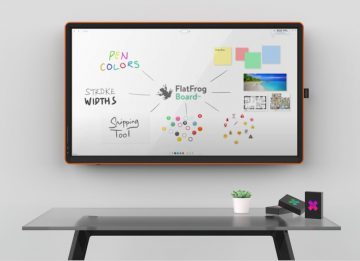 PEN
COLORS
STROKE
WIDTHS
Snipping
Tool
FlatFrog
Board